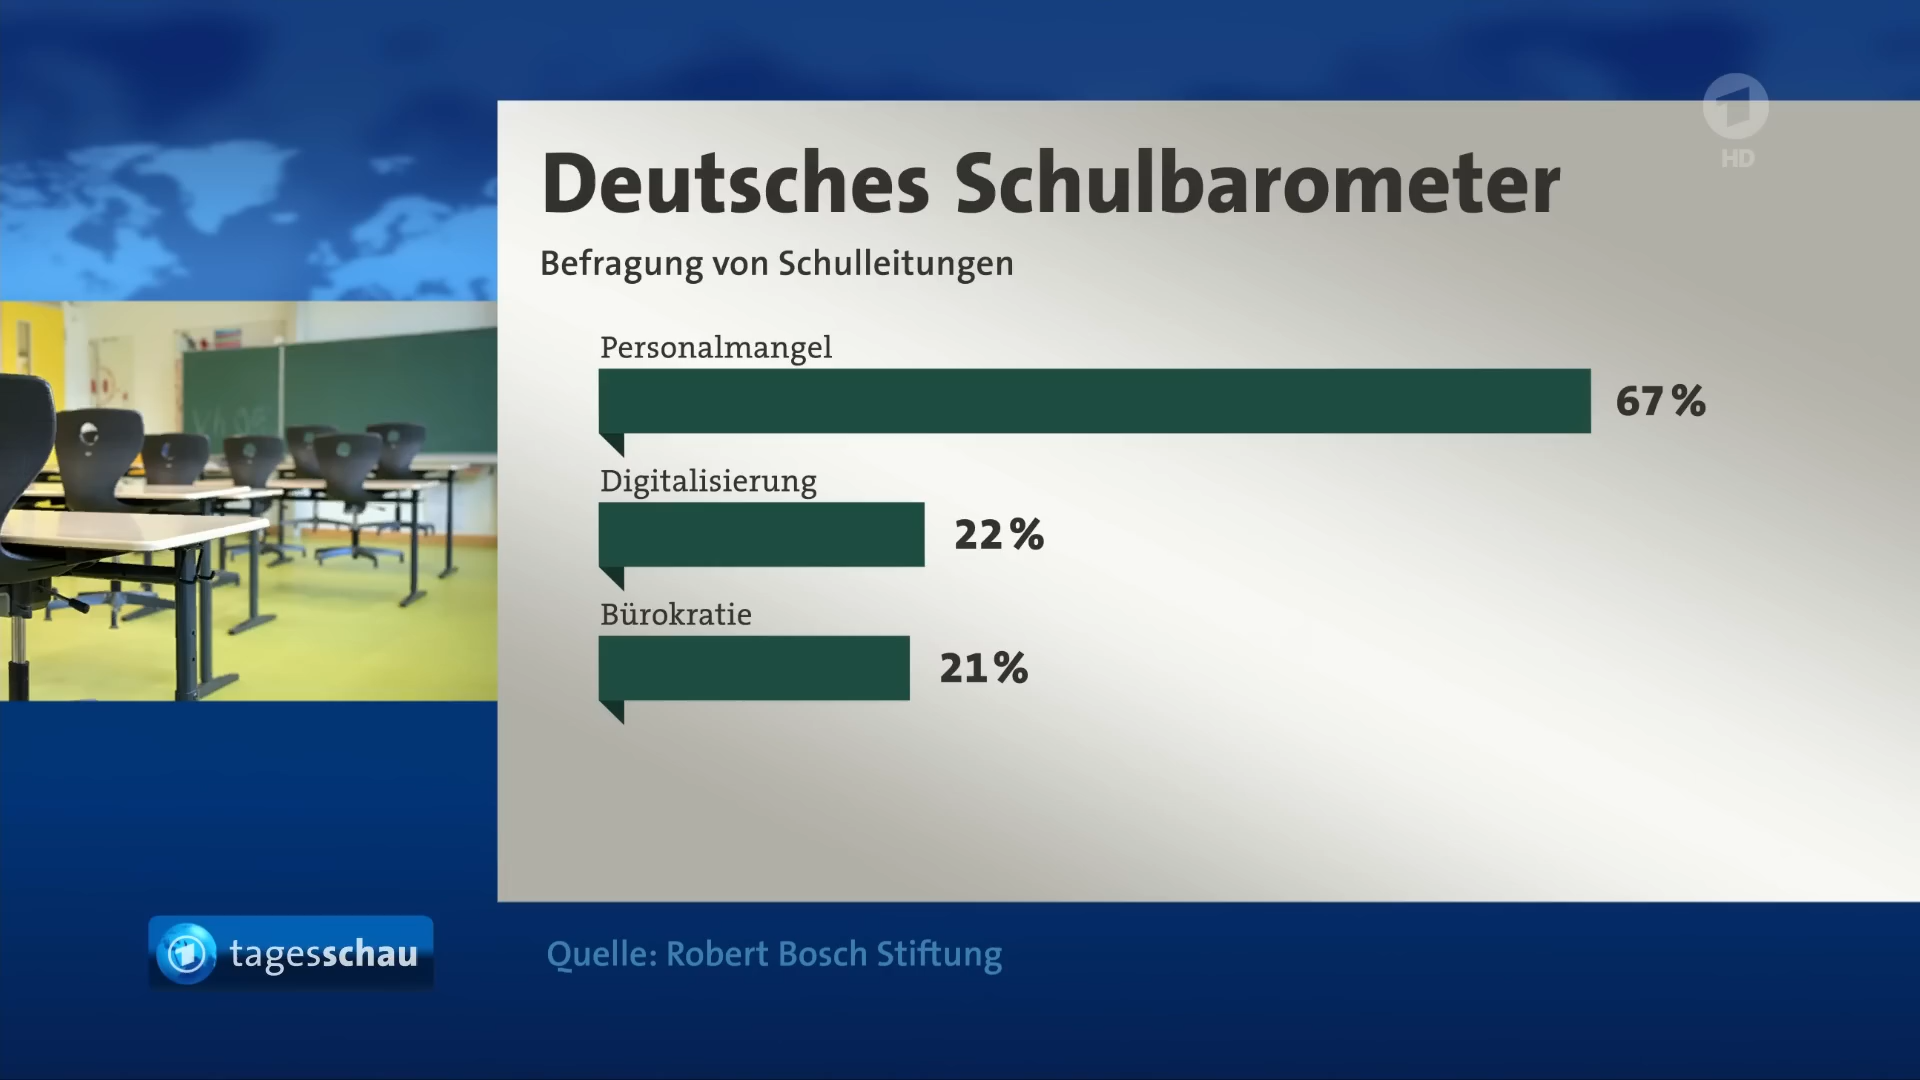 HD
Deutsches Schulbarometer
Befragung von Schulleitungen
Personalmangel
67%
Digitalisierung
22%
Bürokratie
21%
tagesschau
Quelle: Robert Bosch Stiftung